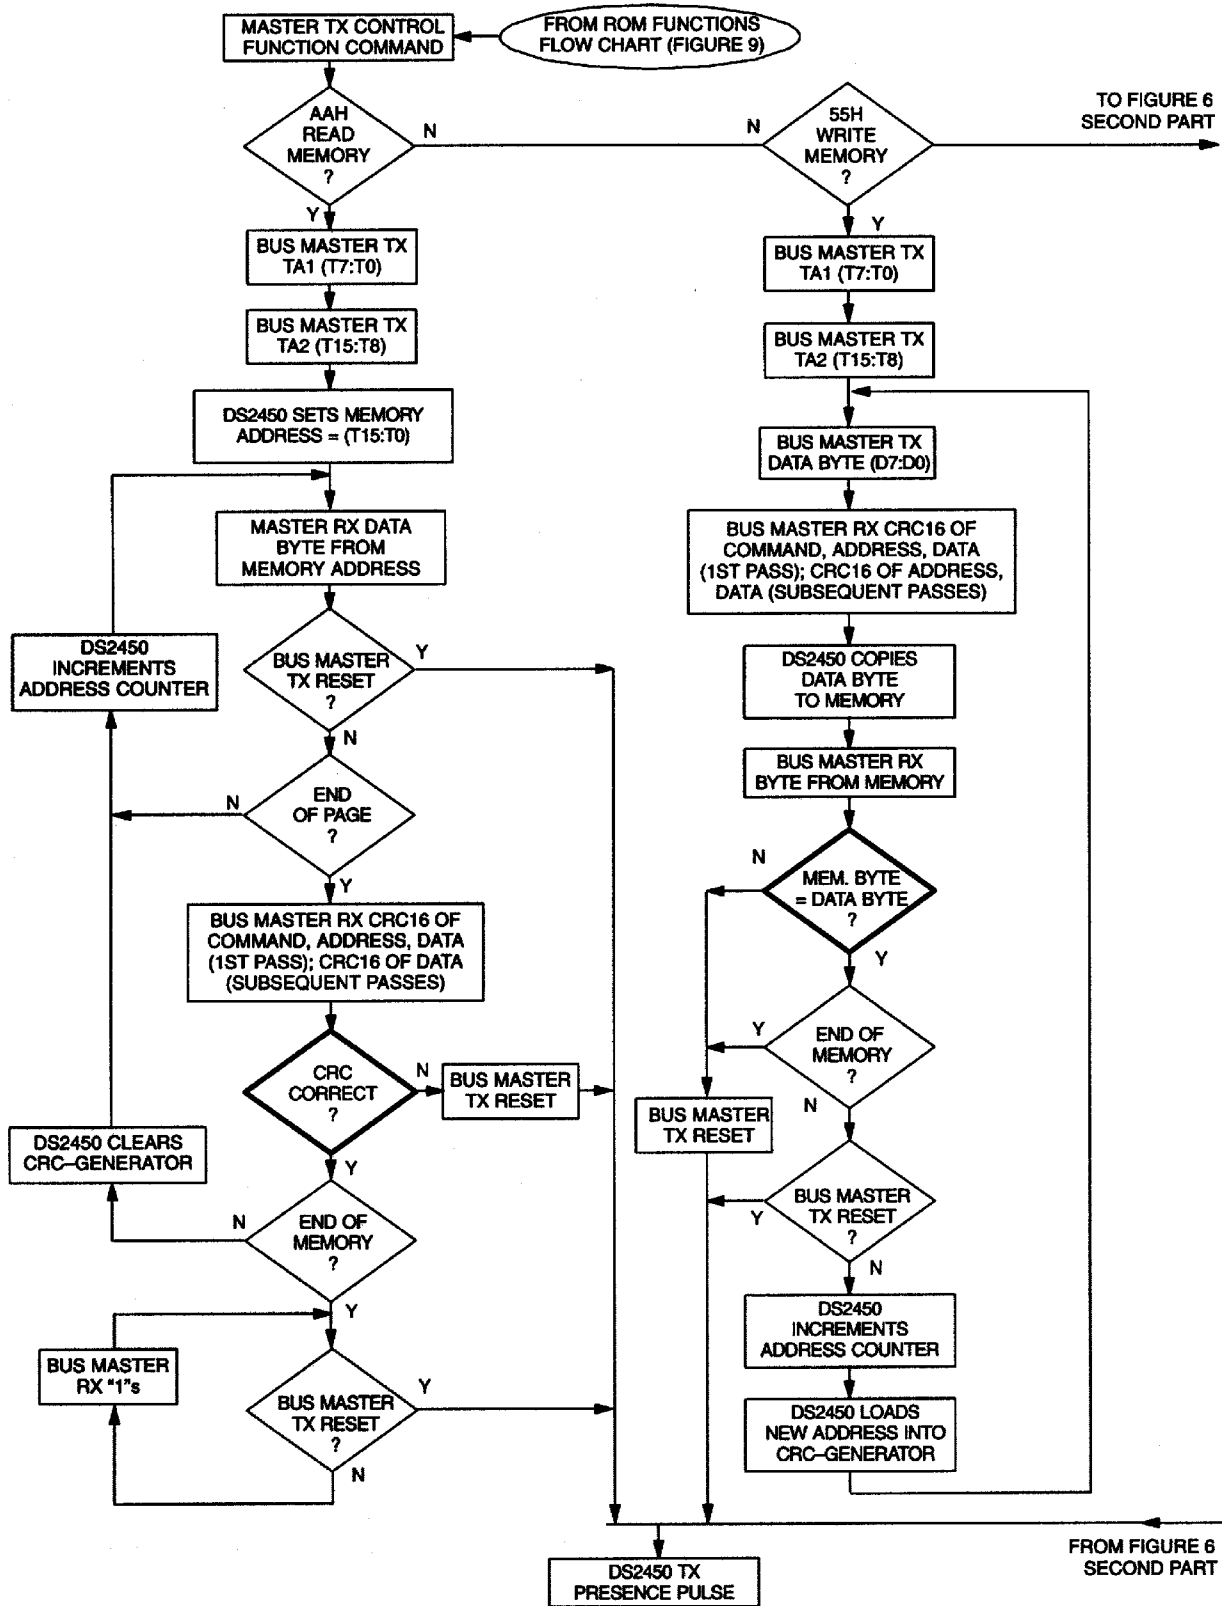 MASTER TX CONTROL
FUNCTION COMMAND
FROM ROM FUNCTIONS
FLOW CHART (FIGURE 9)
AAH
READ
MEMORY
?
N
Y
N
55H
WRITE
MEMORY
?
Y
TO FIGURE 6
SECOND PART
BUS MASTER TX
TA1 (T7:T0)
BUS MASTER TX
TA2 (T15:T8)
DS2450 SETS MEMORY
ADDRESS = (T15:T0)
MASTER RX DATA
BYTE FROM
MEMORY ADDRESS
DS2450
INCREMENTS
ADDRESS COUNTER
BUS MASTER
TX RESET
?
Y
N
END
OF PAGE
?
N
Y
BUS MASTER RX CRC16 OF
COMMAND, ADDRESS, DATA
(1ST PASS); CRC16 OF DATA
(SUBSEQUENT PASSES)
CRC
CORRECT
?
N
BUS MASTER
TX RESET
Y
DS2450 CLEARS
CRC–GENERATOR
END OF
MEMORY
?
N
Y
BUS MASTER
RX "1"s
BUS MASTER
TX RESET
?
Y
N
BUS MASTER TX
TA1 (T7:T0)
BUS MASTER TX
TA2 (T15:T8)
BUS MASTER TX
DATA BYTE (D7:D0)
BUS MASTER RX CRC16 OF
COMMAND, ADDRESS, DATA
(1ST PASS); CRC16 OF ADDRESS,
DATA (SUBSEQUENT PASSES)
DS2450 COPIES
DATA BYTE
TO MEMORY
BUS MASTER RX
BYTE FROM MEMORY
N
MEM. BYTE
= DATA BYTE
?
Y
Y
END OF
MEMORY
?
N
BUS MASTER
TX RESET
BUS MASTER
TX RESET
?
Y
N
DS2450
INCREMENTS
ADDRESS COUNTER
DS2450 LOADS
NEW ADDRESS INTO
CRC–GENERATOR
FROM FIGURE 6
SECOND PART
DS2450 TX
PRESENCE PULSE